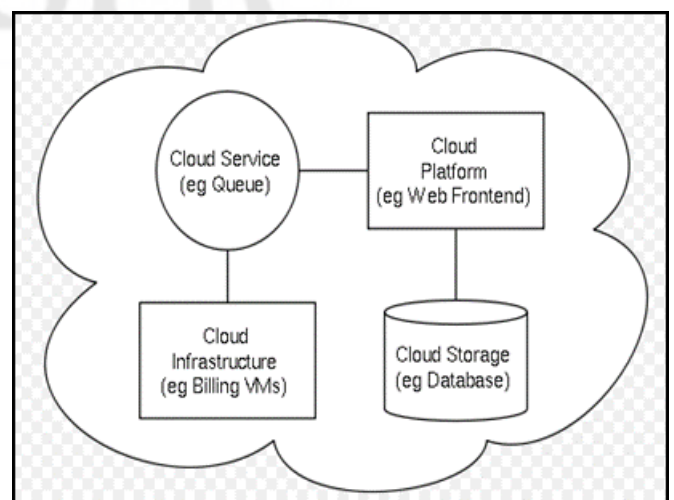 Cloud Service
(eg Queue)
Cloud
Platform
(eg Web Frontend)
Cloud
Infrastructure
(eg Billing VMs)
Cloud Storage
(eg Database)